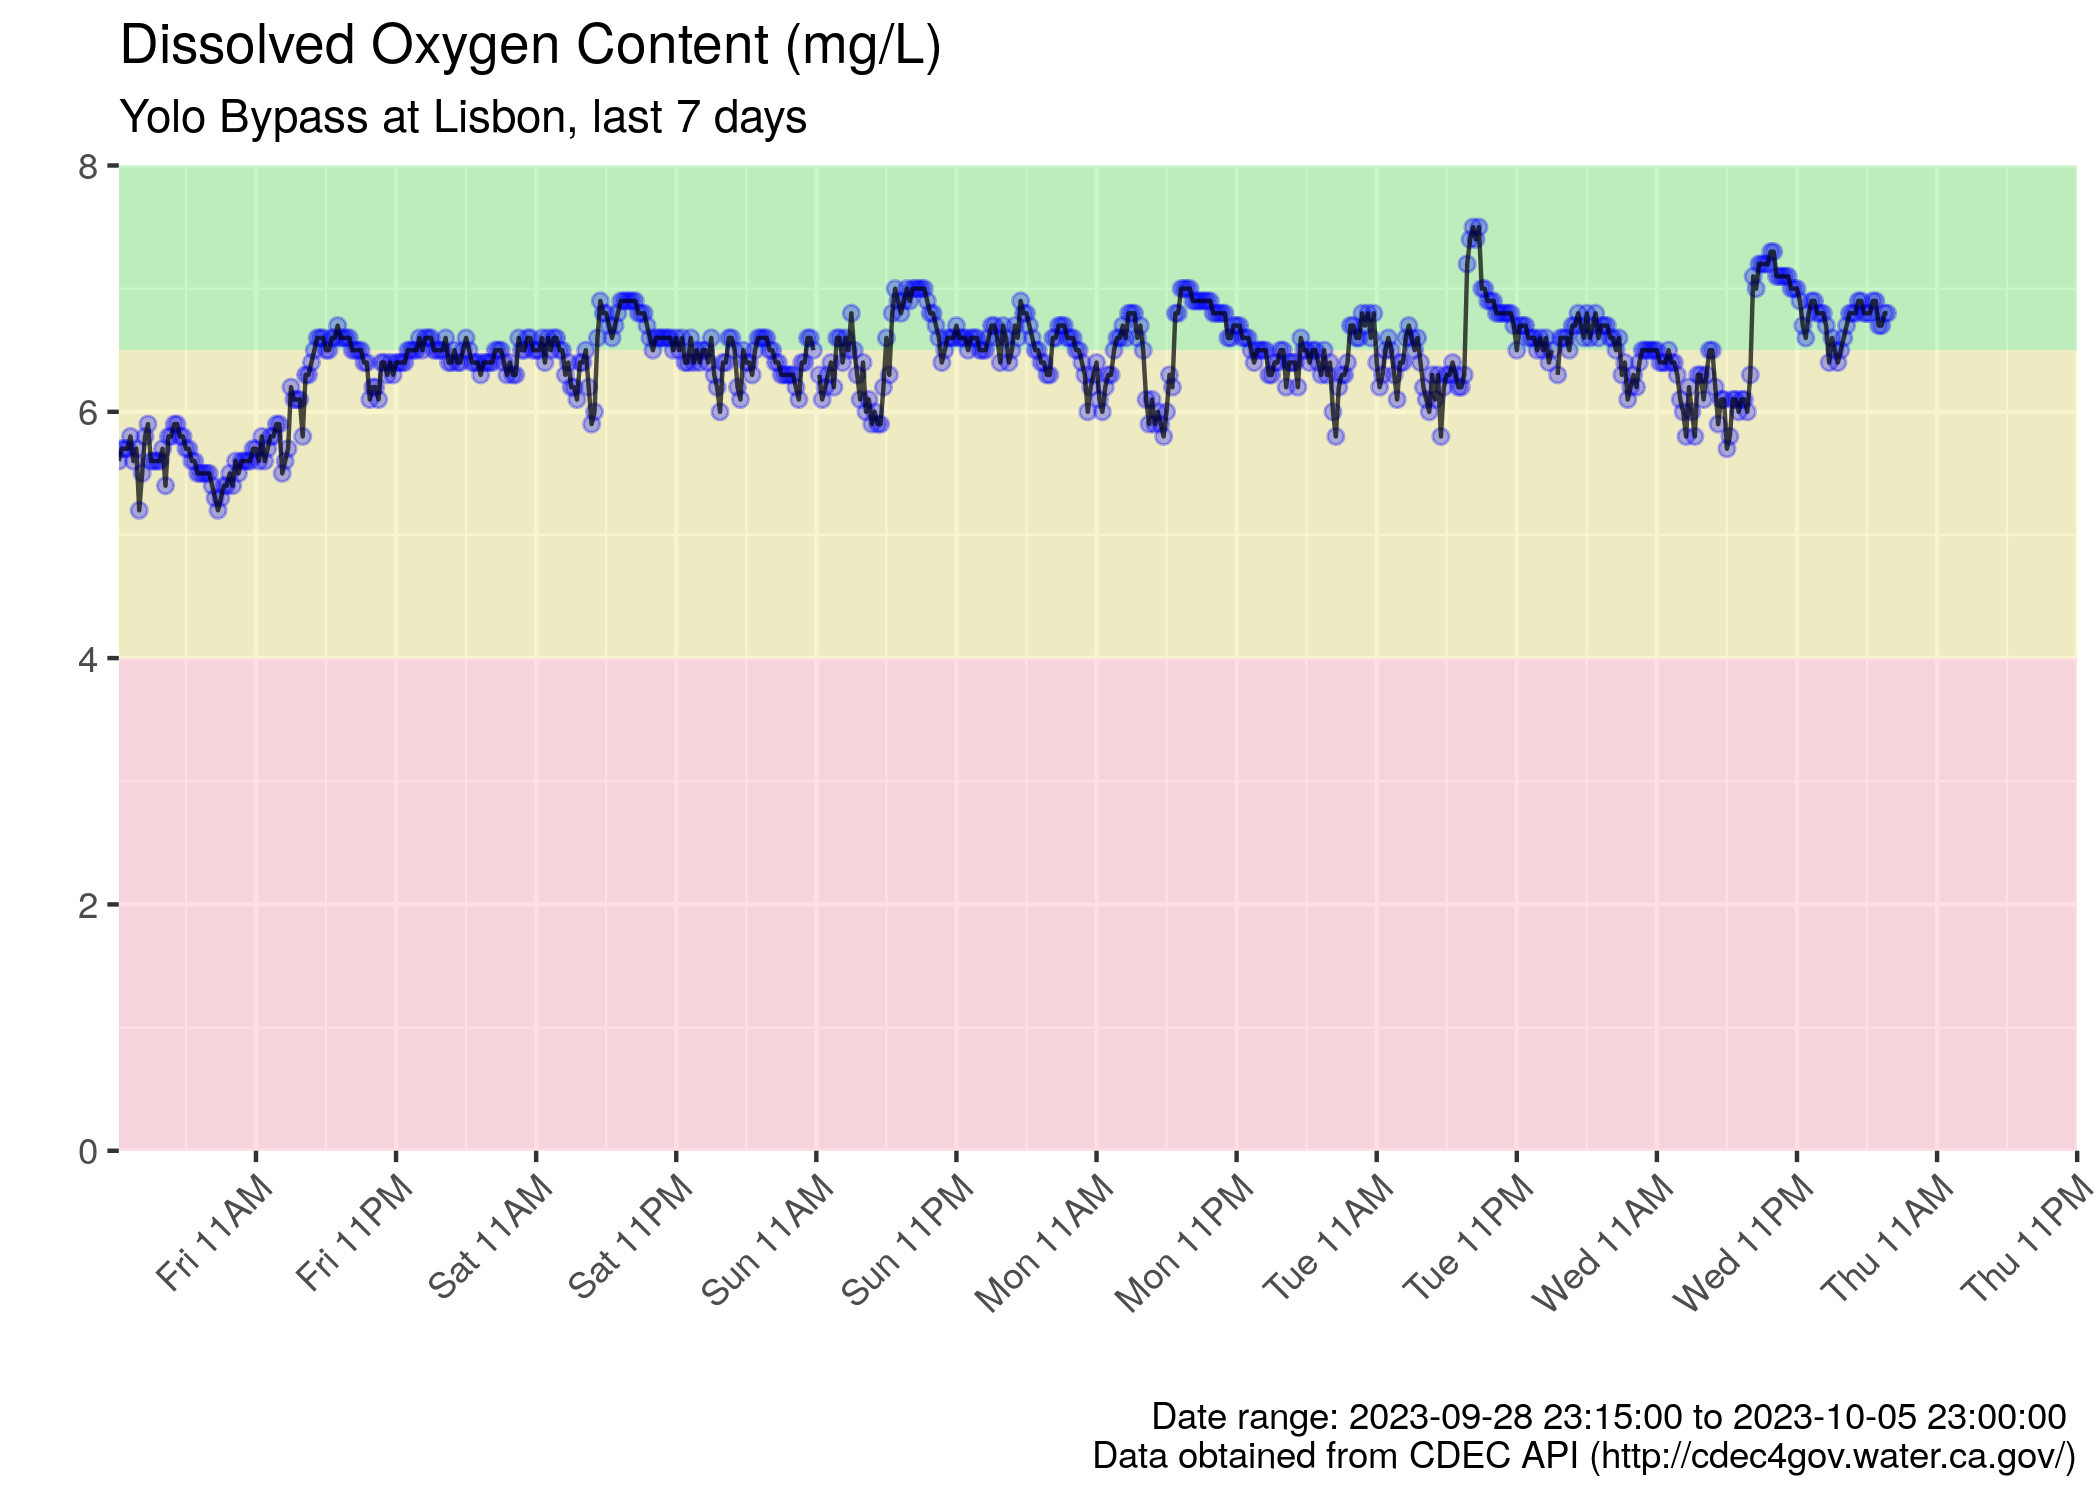 Dissolved Oxygen Content (mg/L)
Yolo Bypass at Lisbon, last 7 days
8
6
4
2
0
Fri 11AM
Fri 11PM
Sat 11AM
Sat 11PM
Sun 11AM
Sun 11PM
Mon 11AM
Mon 11PM
Tue 11AM
Tue 11PM
Wed 11AM
Wed 11PM
Thu 11AM
Thu 11PM
Date range: 2023-09-28 23:15:00 to 2023-10-05 23:00:00
Data obtained from CDEC API (http://cdec4gov.water.ca.gov/)